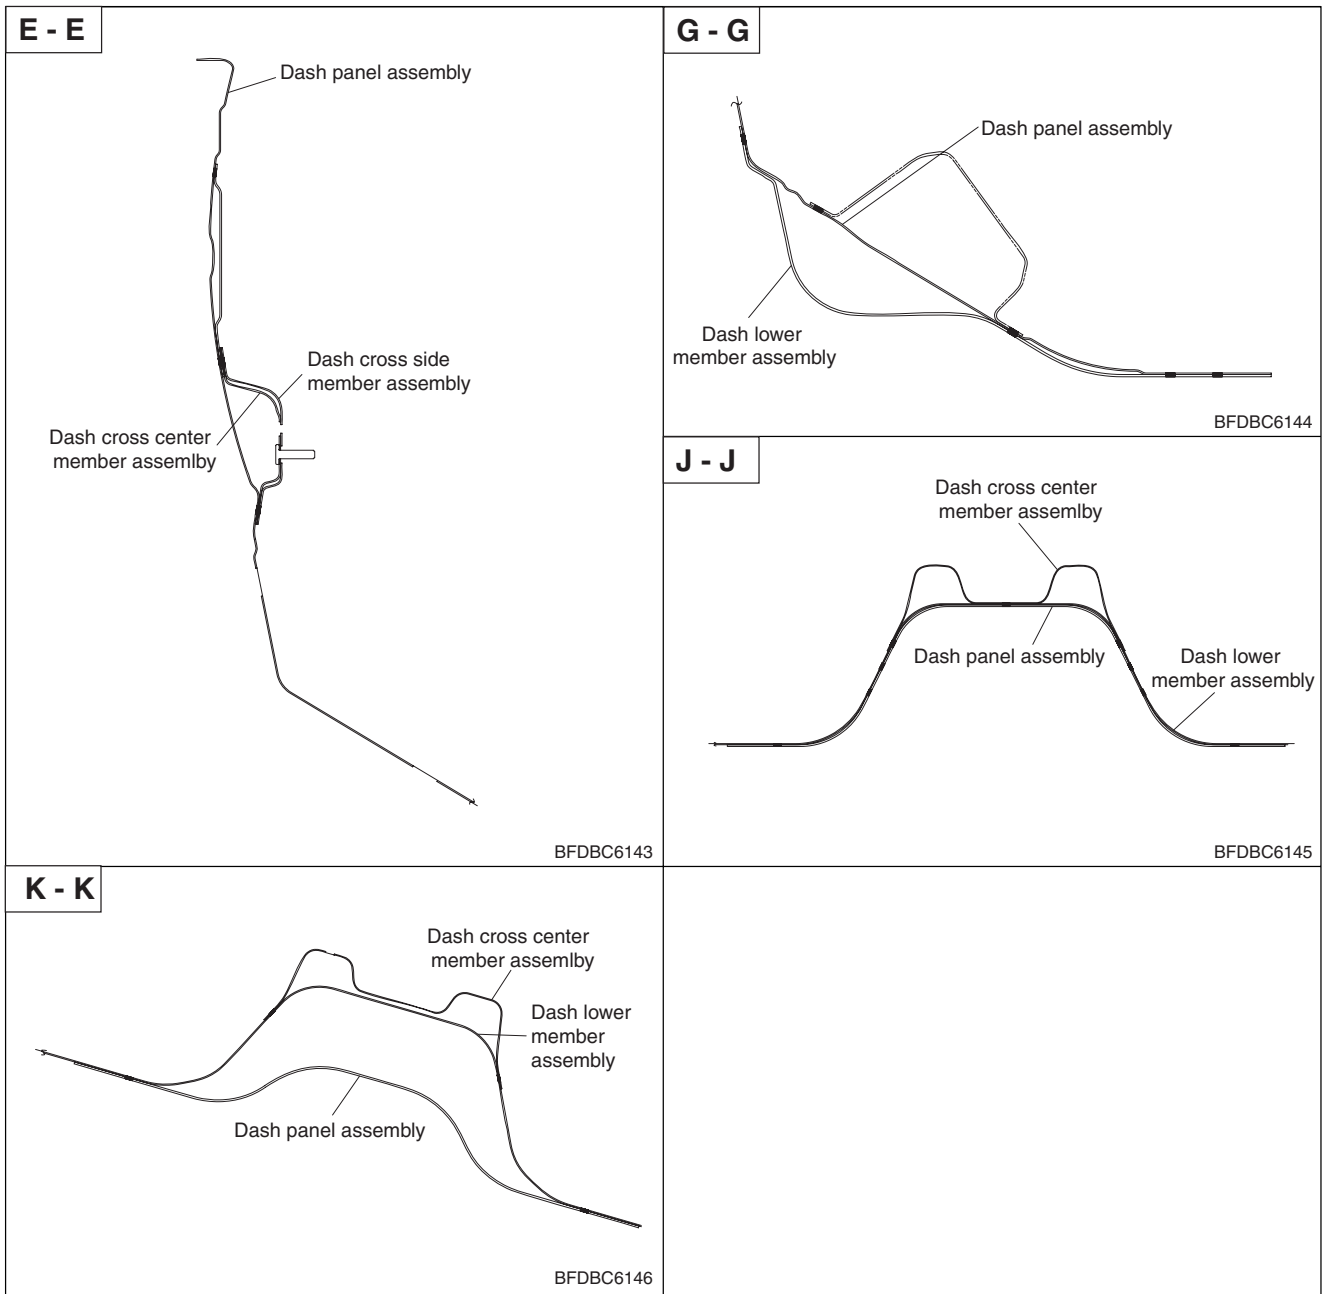 E - E
Dash panel assembly
Dash cross side
member assembly
Dash cross center
member assemlby
BFDBC6143
G - G
Dash panel assembly
Dash lower
member assembly
BFDBC6144
J - J
Dash cross center
member assemlby
Dash panel assembly
Dash lower
member assembly
BFDBC6145
K - K
Dash cross center
member assemlby
Dash lower
member
assembly
Dash panel assembly
BFDBC6146